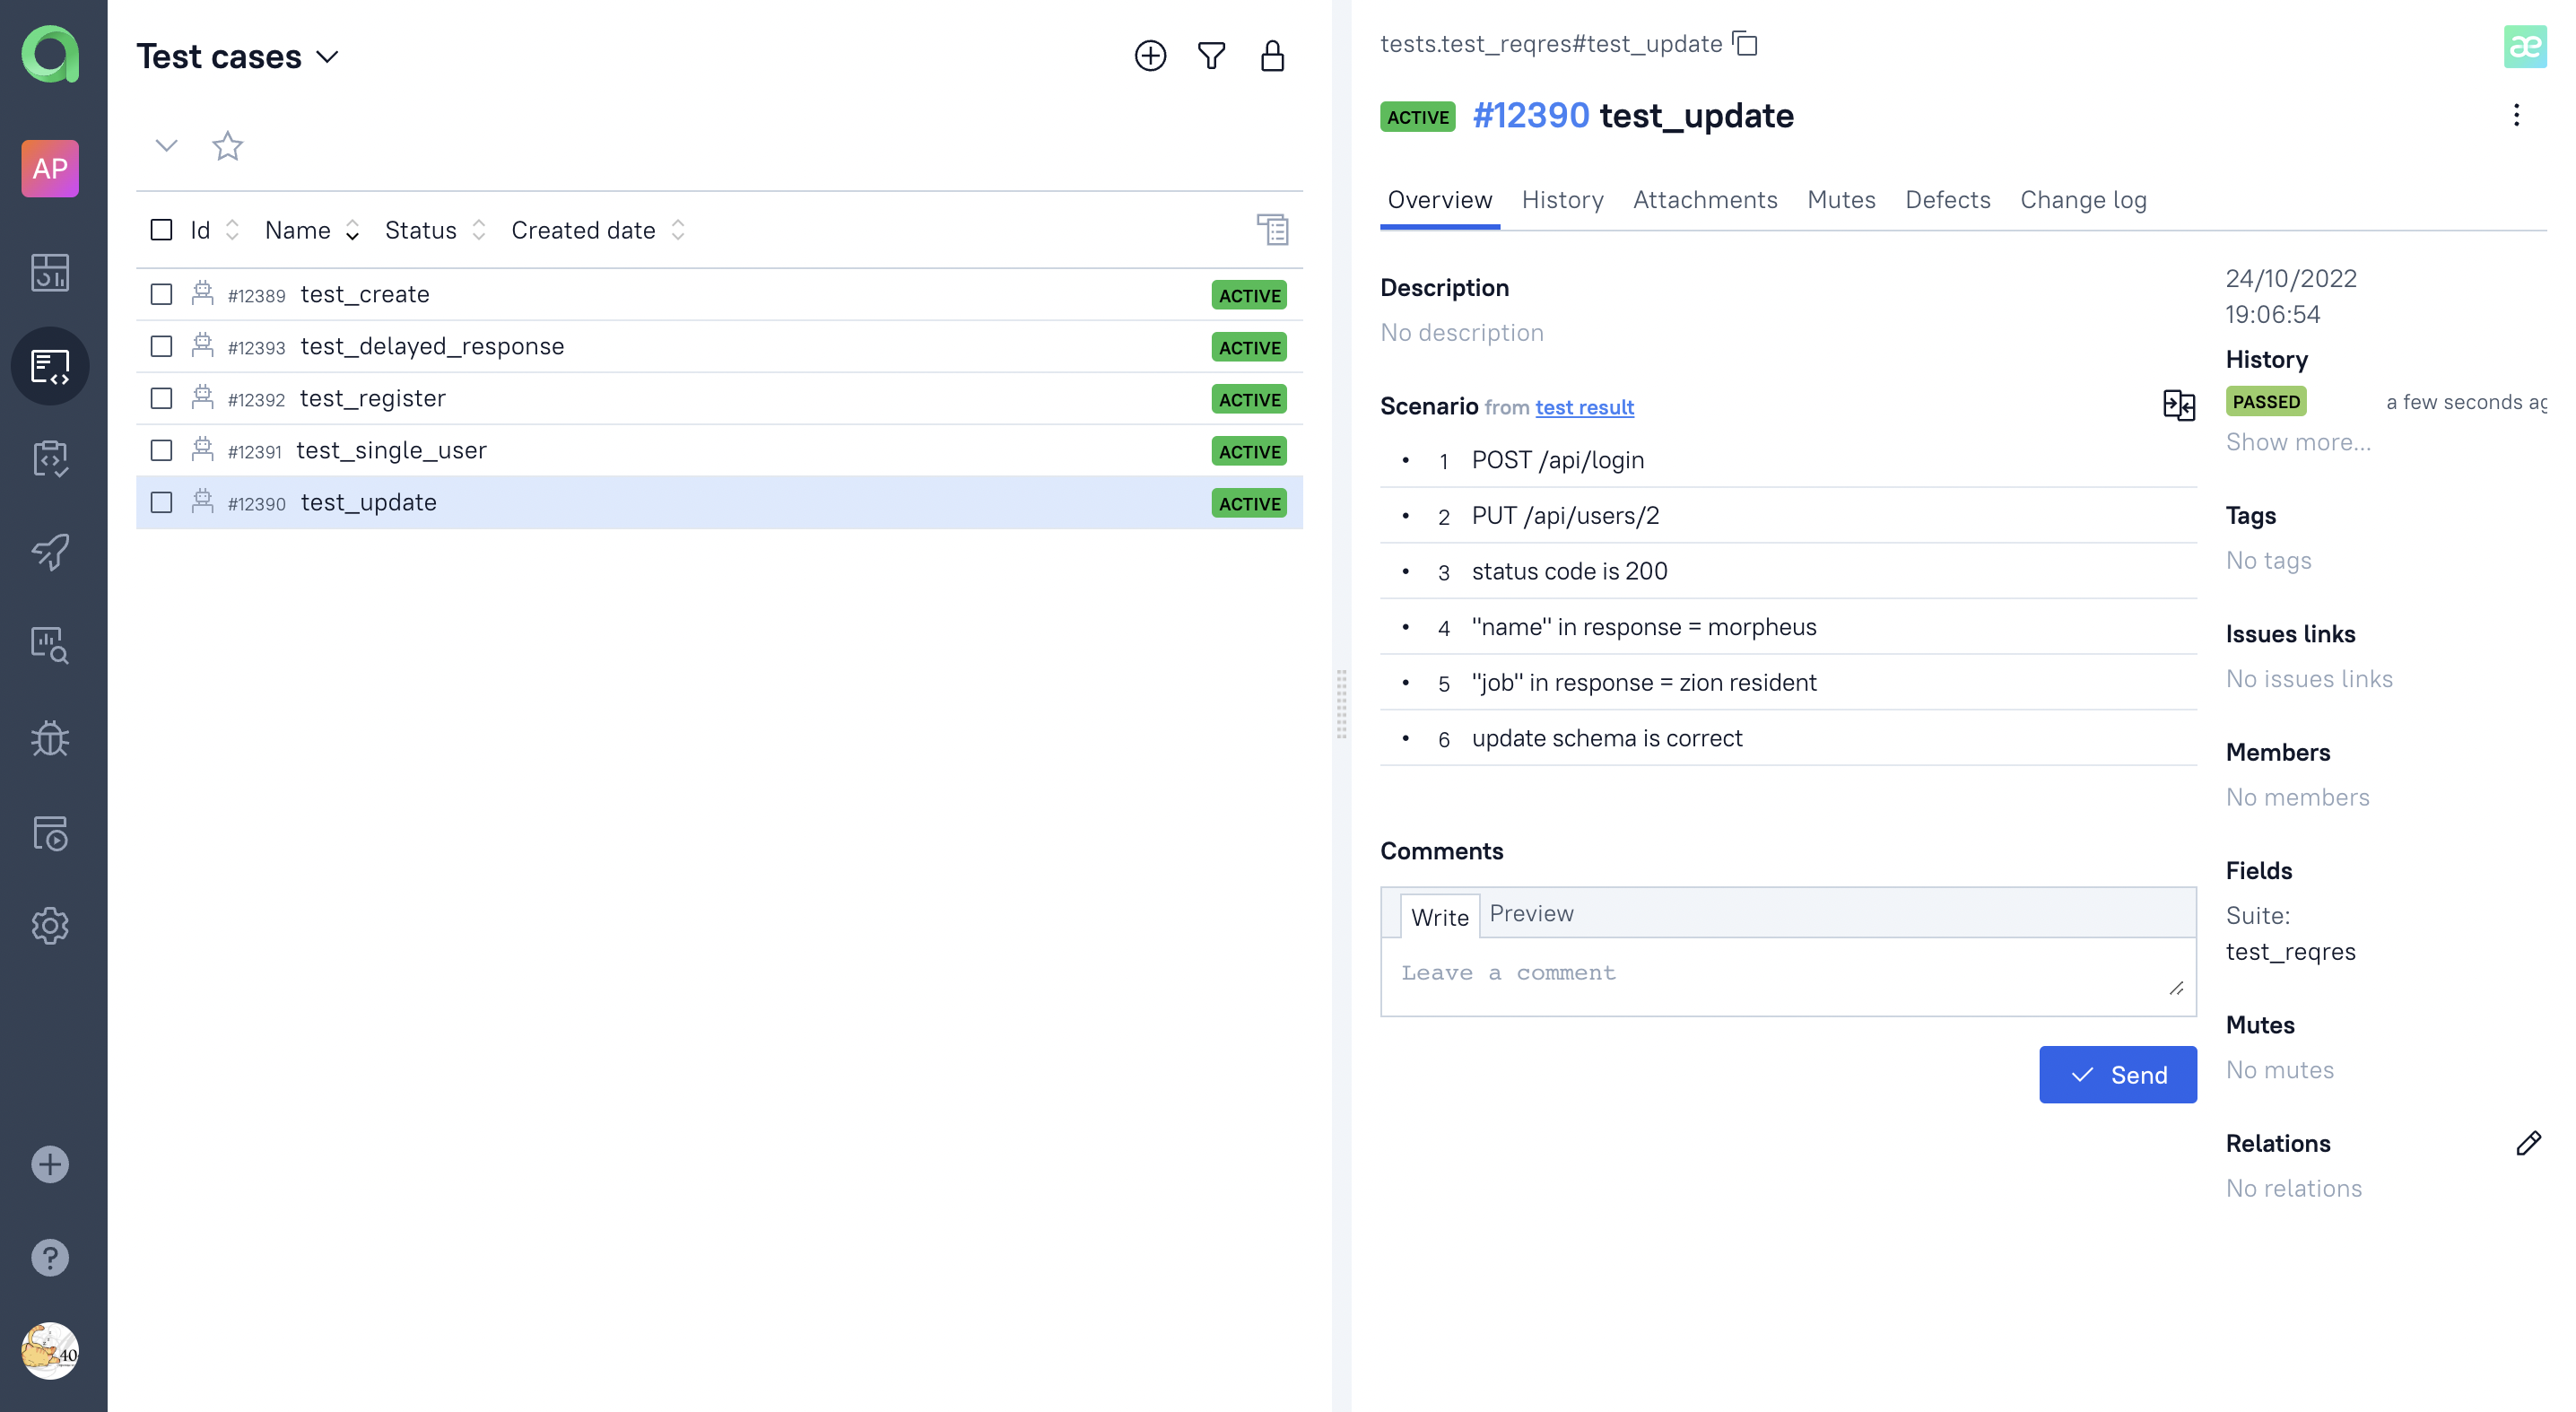 AP
40
Test cases
Id Name Status Created date
#12389 test_create ACTIVE
#12393 test_delayed_response ACTIVE
#12392 test_register ACTIVE
#12391 test_single_user ACTIVE
#12390 test_update ACTIVE
tests.test_reqres#test_update
æ
ACTIVE #12390 test_update
Overview History Attachments Mutes Defects Change log
Description
No description
Scenario from test result
• 1 POST /api/login
• 2 PUT /api/users/2
• 3 status code is 200
• 4 "name" in response = morpheus
• 5 "job" in response = zion resident
• 6 update schema is correct
Comments
Write Preview
Leave a comment
Send
24/10/2022
19:06:54
History
PASSED a few seconds
Show more...
Tags
No tags
Issues links
No issues links
Members
No members
Fields
Suite:
test_reqres
Mutes
No mutes
Relations
No relations